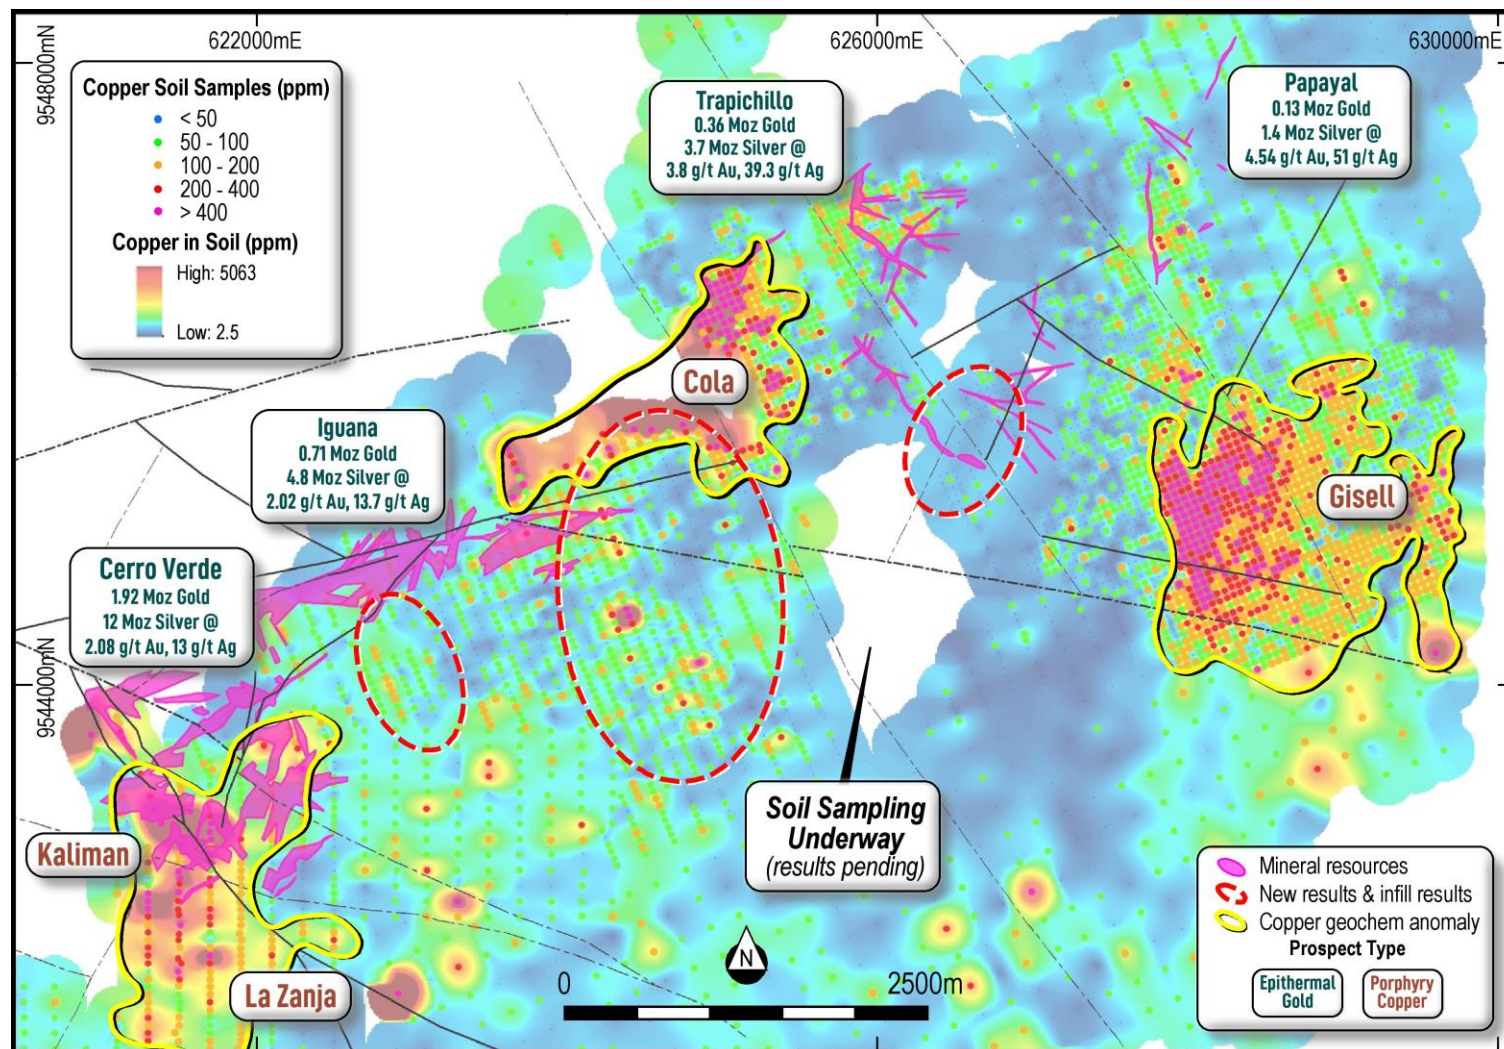 622000mE
626000mE
630000mE
9548000mN
9544000mN
Copper Soil Samples (ppm)
< 50
50 - 100
100 - 200
200 - 400
> 400
Copper in Soil (ppm)
High: 5063
Low: 2.5
Trapichillo
0.36 Moz Gold
3.7 Moz Silver @
3.8 g/t Au, 39.3 g/t Ag
Papayal
0.13 Moz Gold
1.4 Moz Silver @
4.54 g/t Au, 51 g/t Ag
Cola
Iguana
0.71 Moz Gold
4.8 Moz Silver @
2.02 g/t Au, 13.7 g/t Ag
Gisell
Cerro Verde
1.92 Moz Gold
12 Moz Silver @
2.08 g/t Au, 13 g/t Ag
Soil Sampling
Underway
(results pending)
Kaliman
La Zanja
N
0
2500m
Mineral resources
New results & infill results
Copper geochem anomaly
Prospect Type
Epithermal
Gold
Porphyry
Copper